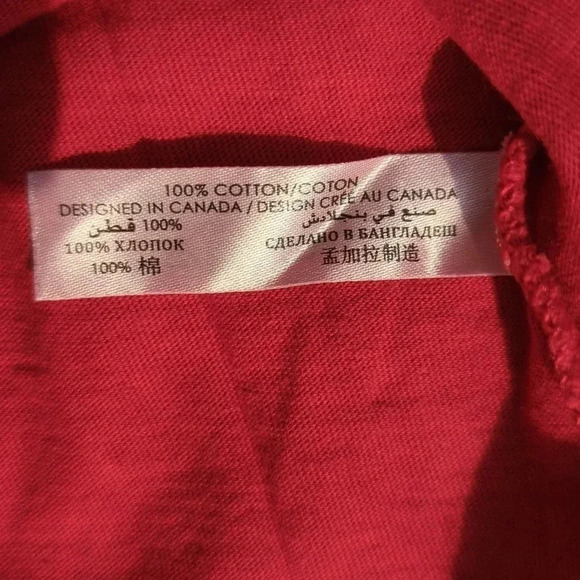 100% COTTON/COTON
DESIGNED IN CANADA / DESIGN CRÉÉ AU CANADA
100% قطن
صنع في بنجلادش
100% ХЛОПОК
СДЕЛАНО В БАНГЛАДЕШ
100% 棉
孟加拉制造